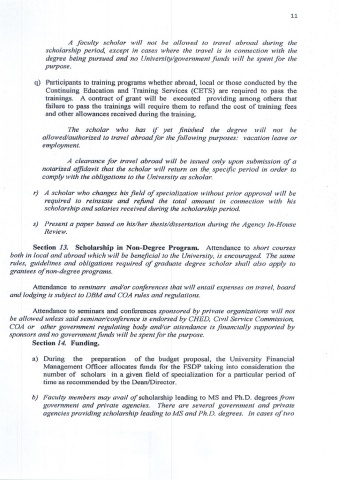 11
A faculty scholar will not be allowed to travel abroad during the
scholarship period, except in cases where the travel is in connection with the
degree being pursued and no University/government funds will be spent for the
purpose.
q) Participants to training programs whether abroad, local or those conducted by the
Continuing Education and Training Services (CETS) are required to pass the
trainings. A contract of grant will be executed providing among others that
failure to pass the trainings will require them to refund the cost of training fees
and other allowances received during the training.
The scholar who has if yet finished the degree will not be
allowed/authorized to travel abroad for the following purposes: vacation leave or
employment.
A clearance for travel abroad will be issued only upon submission of a
notarized affidavit that the scholar will return on the specific period in order to
comply with the obligations to the University as scholar.
r) A scholar who changes his field of specialization without prior approval will be
required to reinstate and refund the total amount in connection with his
scholarship and salaries received during the scholarship period.
s) Present a paper based on his/her thesis/dissertation during the Agency In-House
Review.
Section 13. Scholarship in Non-Degree Program. Attendance to short courses
both in local and abroad which will be beneficial to the University, is encouraged. The same
rules, guidelines and obligations required of graduate degree scholar shall also apply to
grantees of non-degree programs.
Attendance to seminars and/or conferences that will entail expenses on travel, board
and lodging is subject to DBM and COA rules and regulations.
Attendance to seminars and conferences sponsored by private organizations will not
be allowed unless said seminar/conference is endorsed by CHED, Civil Service Commission,
COA or other government regulating body and/or attendance is financially supported by
sponsors and no government funds will be spent for the purpose.
Section 14. Funding.
a) During the preparation of the budget proposal, the University Financial
Management Officer allocates funds for the FSDP taking into consideration the
number of scholars in a given field of specialization for a particular period of
time as recommended by the Dean/Director.
b) Faculty members may avail of scholarship leading to MS and Ph.D. degrees from
government and private agencies. There are several government and private
agencies providing scholarship leading to MS and Ph.D. degrees. In cases of two